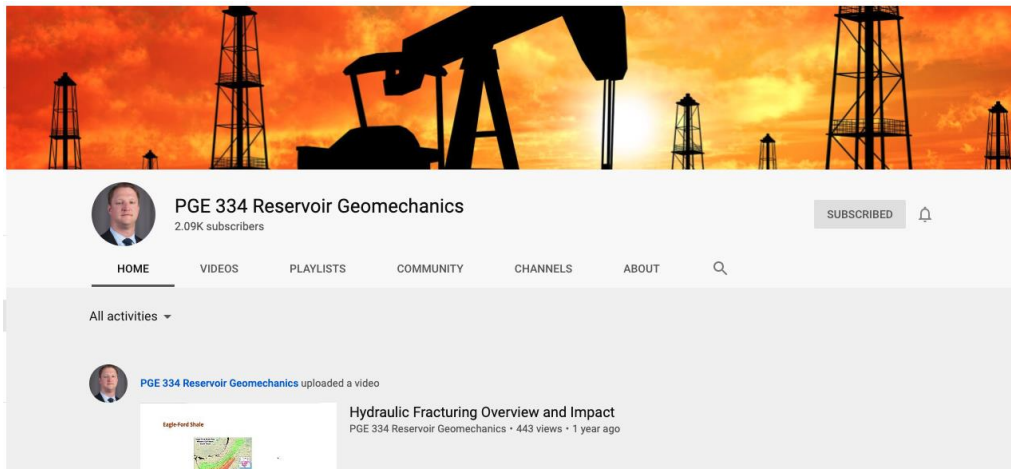 PGE 334 Reservoir Geomechanics
2.09K subscribers
SUBSCRIBED
HOME VIDEOS PLAYLISTS COMMUNITY CHANNELS ABOUT
All activities
PGE 334 Reservoir Geomechanics uploaded a video
Eagle-Ford Shale
Hydraulic Fracturing Overview and Impact
PGE 334 Reservoir Geomechanics • 443 views • 1 year ago